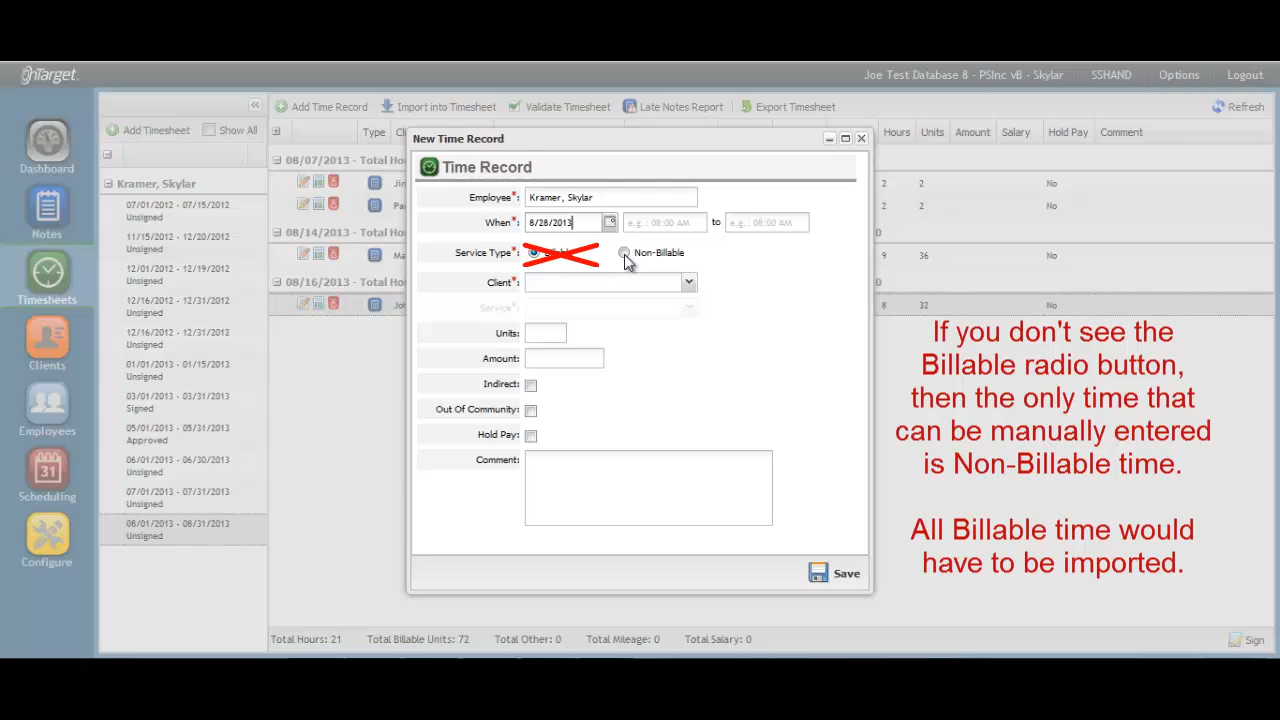 OnTarget
Joe Test Database 8 - PSInc vB - Skylar
SSHAND
Options
Logout
Add Time Record
Import into Timesheet
Validate Timesheet
Late Notes Report
Export Timesheet
Refresh
Dashboard
Notes
Timesheets
Clients
Employees
Scheduling
Configure
Add Timesheet
Show All
Kramer, Skylar
07/01/2012 - 07/15/2012
Unsigned
11/15/2012 - 12/20/2012
Unsigned
12/01/2012 - 12/19/2012
Unsigned
12/16/2012 - 12/31/2012
Unsigned
12/16/2012 - 12/31/2012
Unsigned
01/01/2013 - 01/15/2013
Unsigned
03/01/2013 - 03/31/2013
Signed
05/01/2013 - 05/31/2013
Approved
06/01/2013 - 06/30/2013
Unsigned
07/01/2013 - 07/31/2013
Unsigned
08/01/2013 - 08/31/2013
Unsigned
Type
Hours Units Amount Salary Hold Pay Comment
08/07/2013 - Total Ho
2 2 No
2 2 No
08/14/2013 - Total Ho
0
9 36 No
08/16/2013 - Total Ho
0
8 32 No
New Time Record
Time Record
Employee*: Kramer, Skylar
When*: 8/28/2013 e.g.: 08:00 AM to e.g.: 08:00 AM
Service Type*: Non-Billable
Client*:
Service*:
Units:
Amount:
Indirect:
Out Of Community:
Hold Pay:
Comment:
Save
If you don't see the
Billable radio button,
then the only time that
can be manually entered
is Non-Billable time.
All Billable time would
have to be imported.
Total Hours: 21 Total Billable Units: 72 Total Other: 0 Total Mileage: 0 Total Salary: 0
Sign